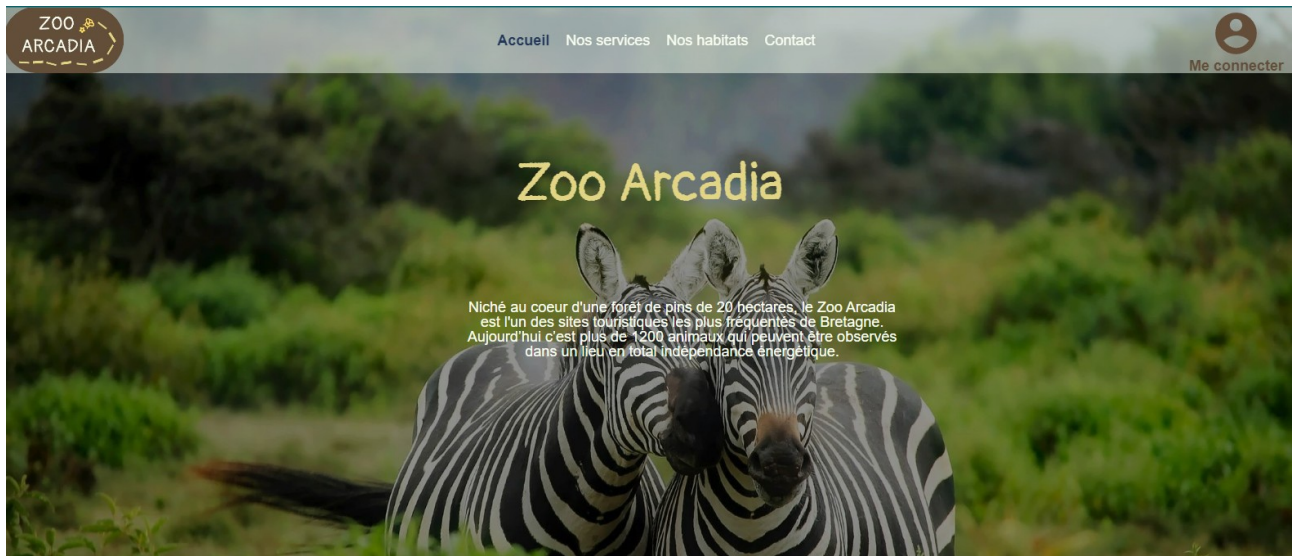 ZOO
ARCADIA
Accueil
Nos services
Nos habitats
Contact
Me connecter
Zoo Arcadia
Niché au coeur d'une forêt de pins de 20 hectares, le Zoo Arcadia
est l'un des sites touristiques les plus fréquentés de Bretagne.
Aujourd'hui c'est plus de 1200 animaux qui peuvent être observés
dans un lieu en total indépendance énergétique.